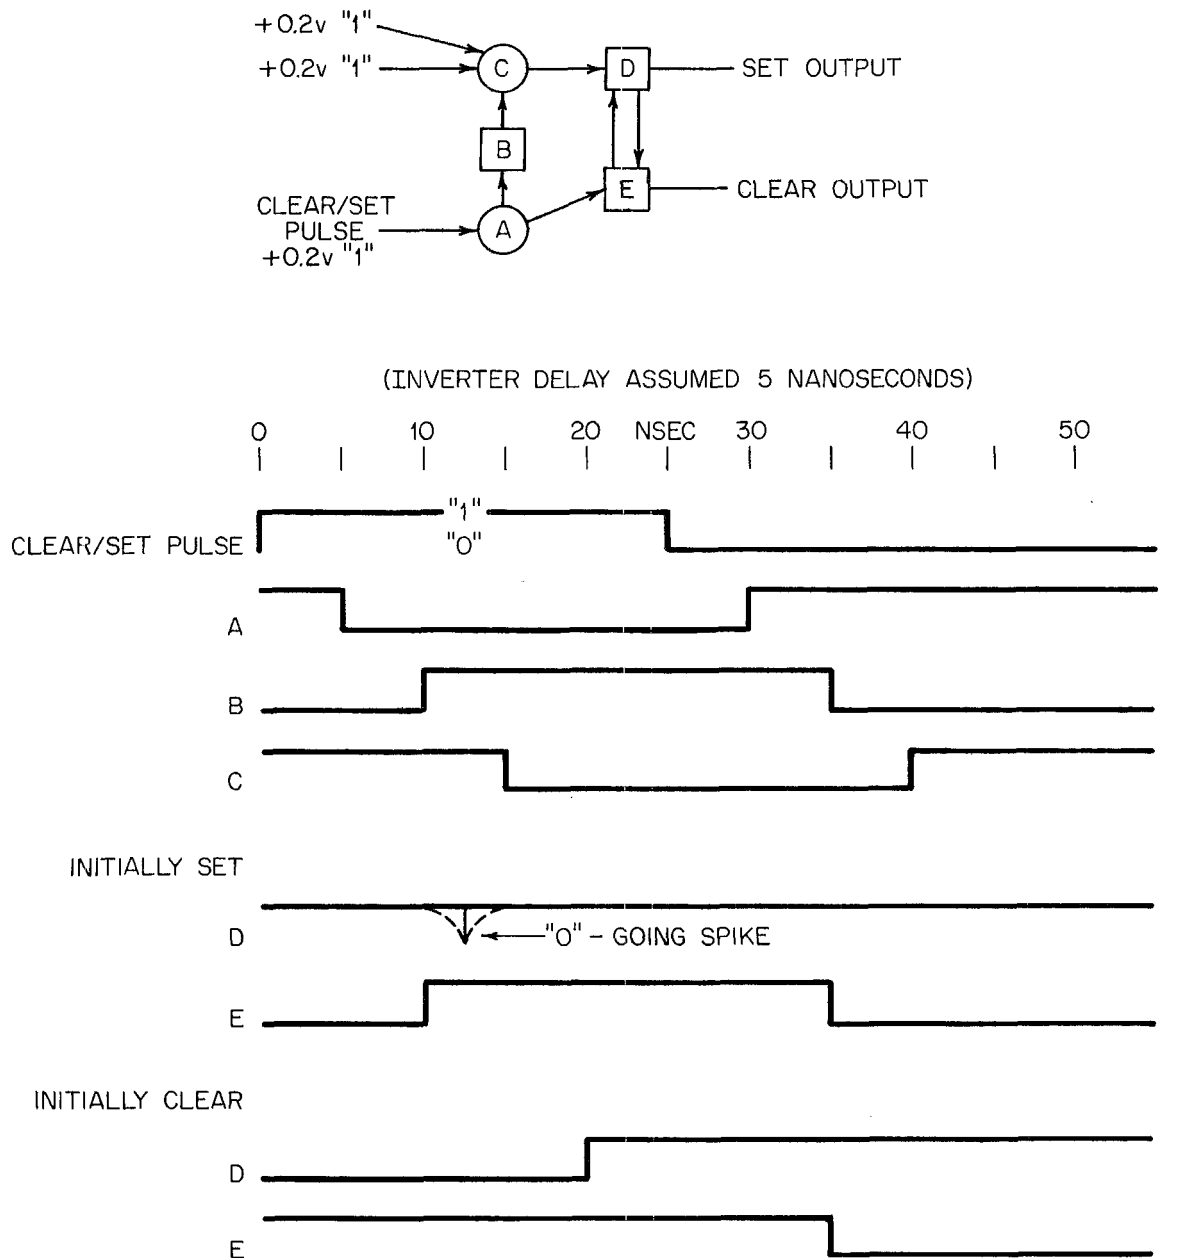 +0.2v "1"
+0.2v "1"
C
D
SET OUTPUT
B
E
CLEAR OUTPUT
CLEAR/SET
PULSE
+0.2v "1"
A
(INVERTER DELAY ASSUMED 5 NANOSECONDS)
0 10 20 NSEC 30 40 50
"1"
CLEAR/SET PULSE "0"
A
B
C
INITIALLY SET
D "0" - GOING SPIKE
E
INITIALLY CLEAR
D
E